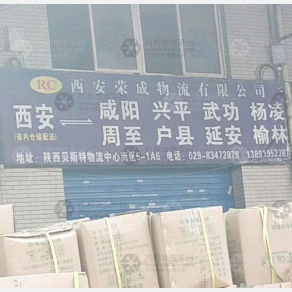 RC 西安荣成物流有限公司
西安 咸阳 兴平 武功 杨凌
(省内仓储配送) 周至 户县 延安 榆林
地址：陕西贝斯特物流中心南区5-1A6 电话：029-83472878